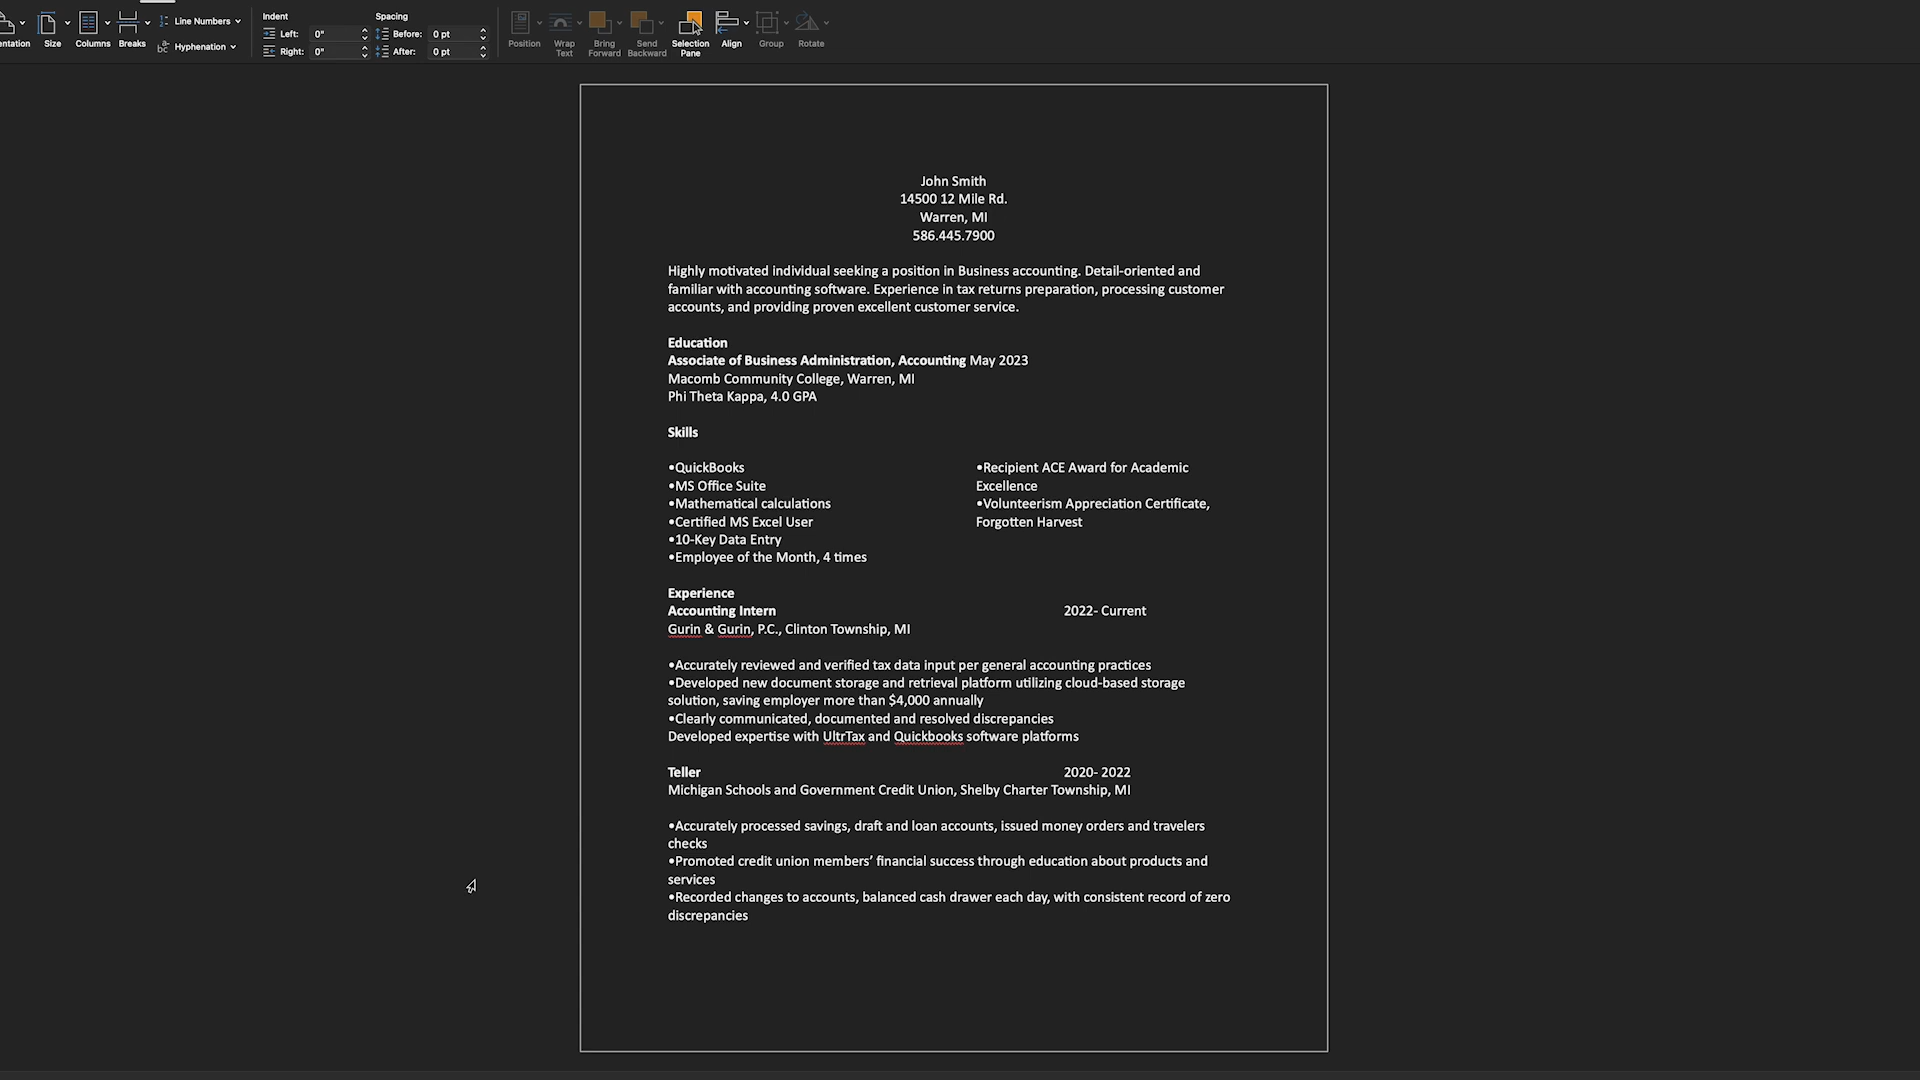 Line Numbers
Indent
Spacing
Left: 0"
Before: 0 pt
Size
Columns
Breaks
Hyphenation
Right: 0"
After: 0 pt
Position
Wrap Text
Bring Forward
Send Backward
Selection Pane
Align
Group
Rotate
John Smith
14500 12 Mile Rd.
Warren, MI
586.445.7900
Highly motivated individual seeking a position in Business accounting. Detail-oriented and
familiar with accounting software. Experience in tax returns preparation, processing customer
accounts, and providing proven excellent customer service.
Education
Associate of Business Administration, Accounting May 2023
Macomb Community College, Warren, MI
Phi Theta Kappa, 4.0 GPA
Skills
•QuickBooks
•MS Office Suite
•Mathematical calculations
•Certified MS Excel User
•10-Key Data Entry
•Employee of the Month, 4 times
•Recipient ACE Award for Academic
Excellence
•Volunteerism Appreciation Certificate,
Forgotten Harvest
Experience
Accounting Intern 2022- Current
Gurin & Gurin, P.C., Clinton Township, MI
•Accurately reviewed and verified tax data input per general accounting practices
•Developed new document storage and retrieval platform utilizing cloud-based storage
solution, saving employer more than $4,000 annually
•Clearly communicated, documented and resolved discrepancies
Developed expertise with UltrTax and Quickbooks software platforms
Teller 2020- 2022
Michigan Schools and Government Credit Union, Shelby Charter Township, MI
•Accurately processed savings, draft and loan accounts, issued money orders and travelers
checks
•Promoted credit union members’ financial success through education about products and
services
•Recorded changes to accounts, balanced cash drawer each day, with consistent record of zero
discrepancies